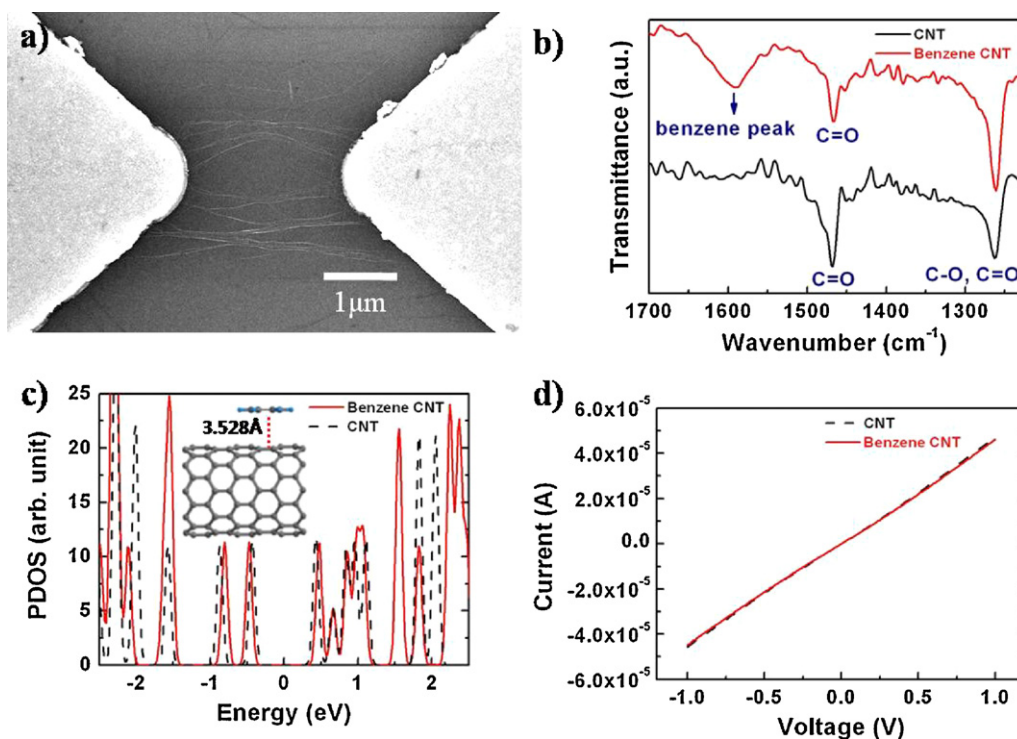 a)
1μm
b)
CNT
Benzene CNT
benzene peak
C=O
C=O
C-O, C=O
Transmittance (a.u.)
1700 1600 1500 1400 1300
Wavenumber (cm⁻¹)
c)
Benzene CNT
CNT
3.528Å
PDOS (arb. unit)
25
20
15
10
5
0
-2 -1 0 1 2
Energy (eV)
d)
CNT
Benzene CNT
Current (A)
6.0x10⁻⁵
4.0x10⁻⁵
2.0x10⁻⁵
0.0
-2.0x10⁻⁵
-4.0x10⁻⁵
-6.0x10⁻⁵
-1.0 -0.5 0.0 0.5 1.0
Voltage (V)